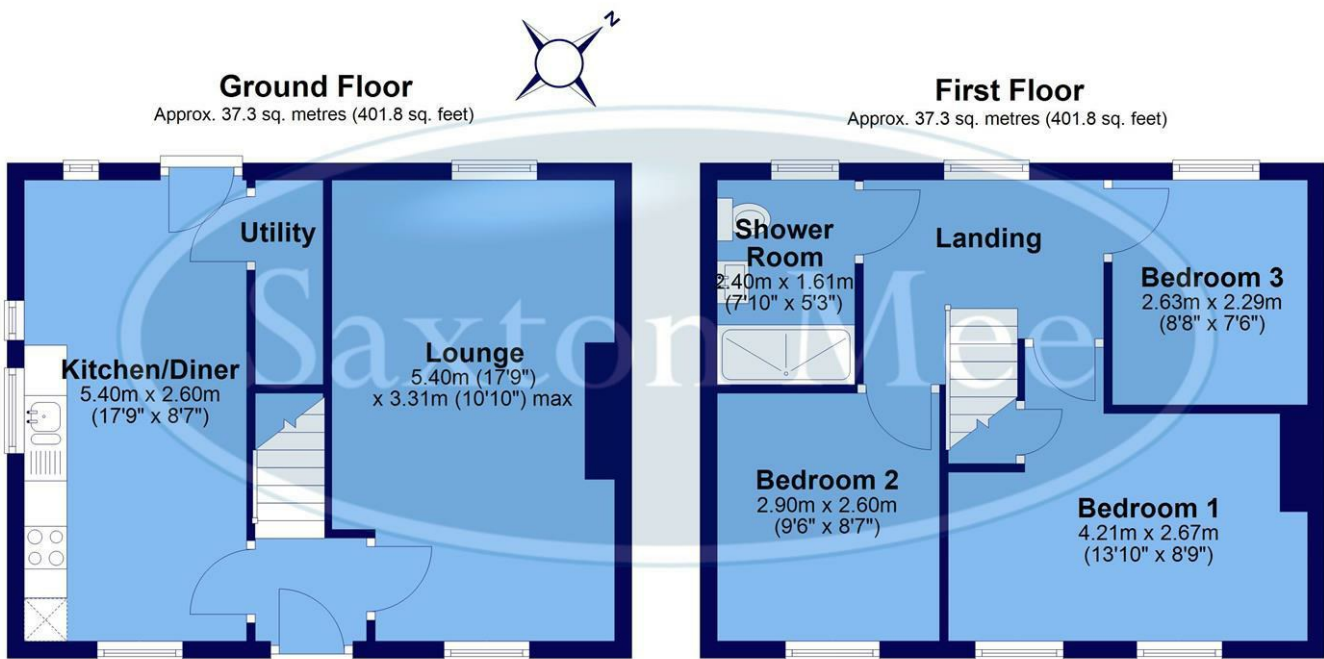 N
Ground Floor
Approx. 37.3 sq. metres (401.8 sq. feet)
Utility
Kitchen/Diner
5.40m x 2.60m
(17'9" x 8'7")
Lounge
5.40m (17'9")
x 3.31m (10'10") max
First Floor
Approx. 37.3 sq. metres (401.8 sq. feet)
Shower
Room
2.40m x 1.61m
(7'10" x 5'3")
Landing
Bedroom 3
2.63m x 2.29m
(8'8" x 7'6")
Bedroom 2
2.90m x 2.60m
(9'6" x 8'7")
Bedroom 1
4.21m x 2.67m
(13'10" x 8'9")
Saxton Mee